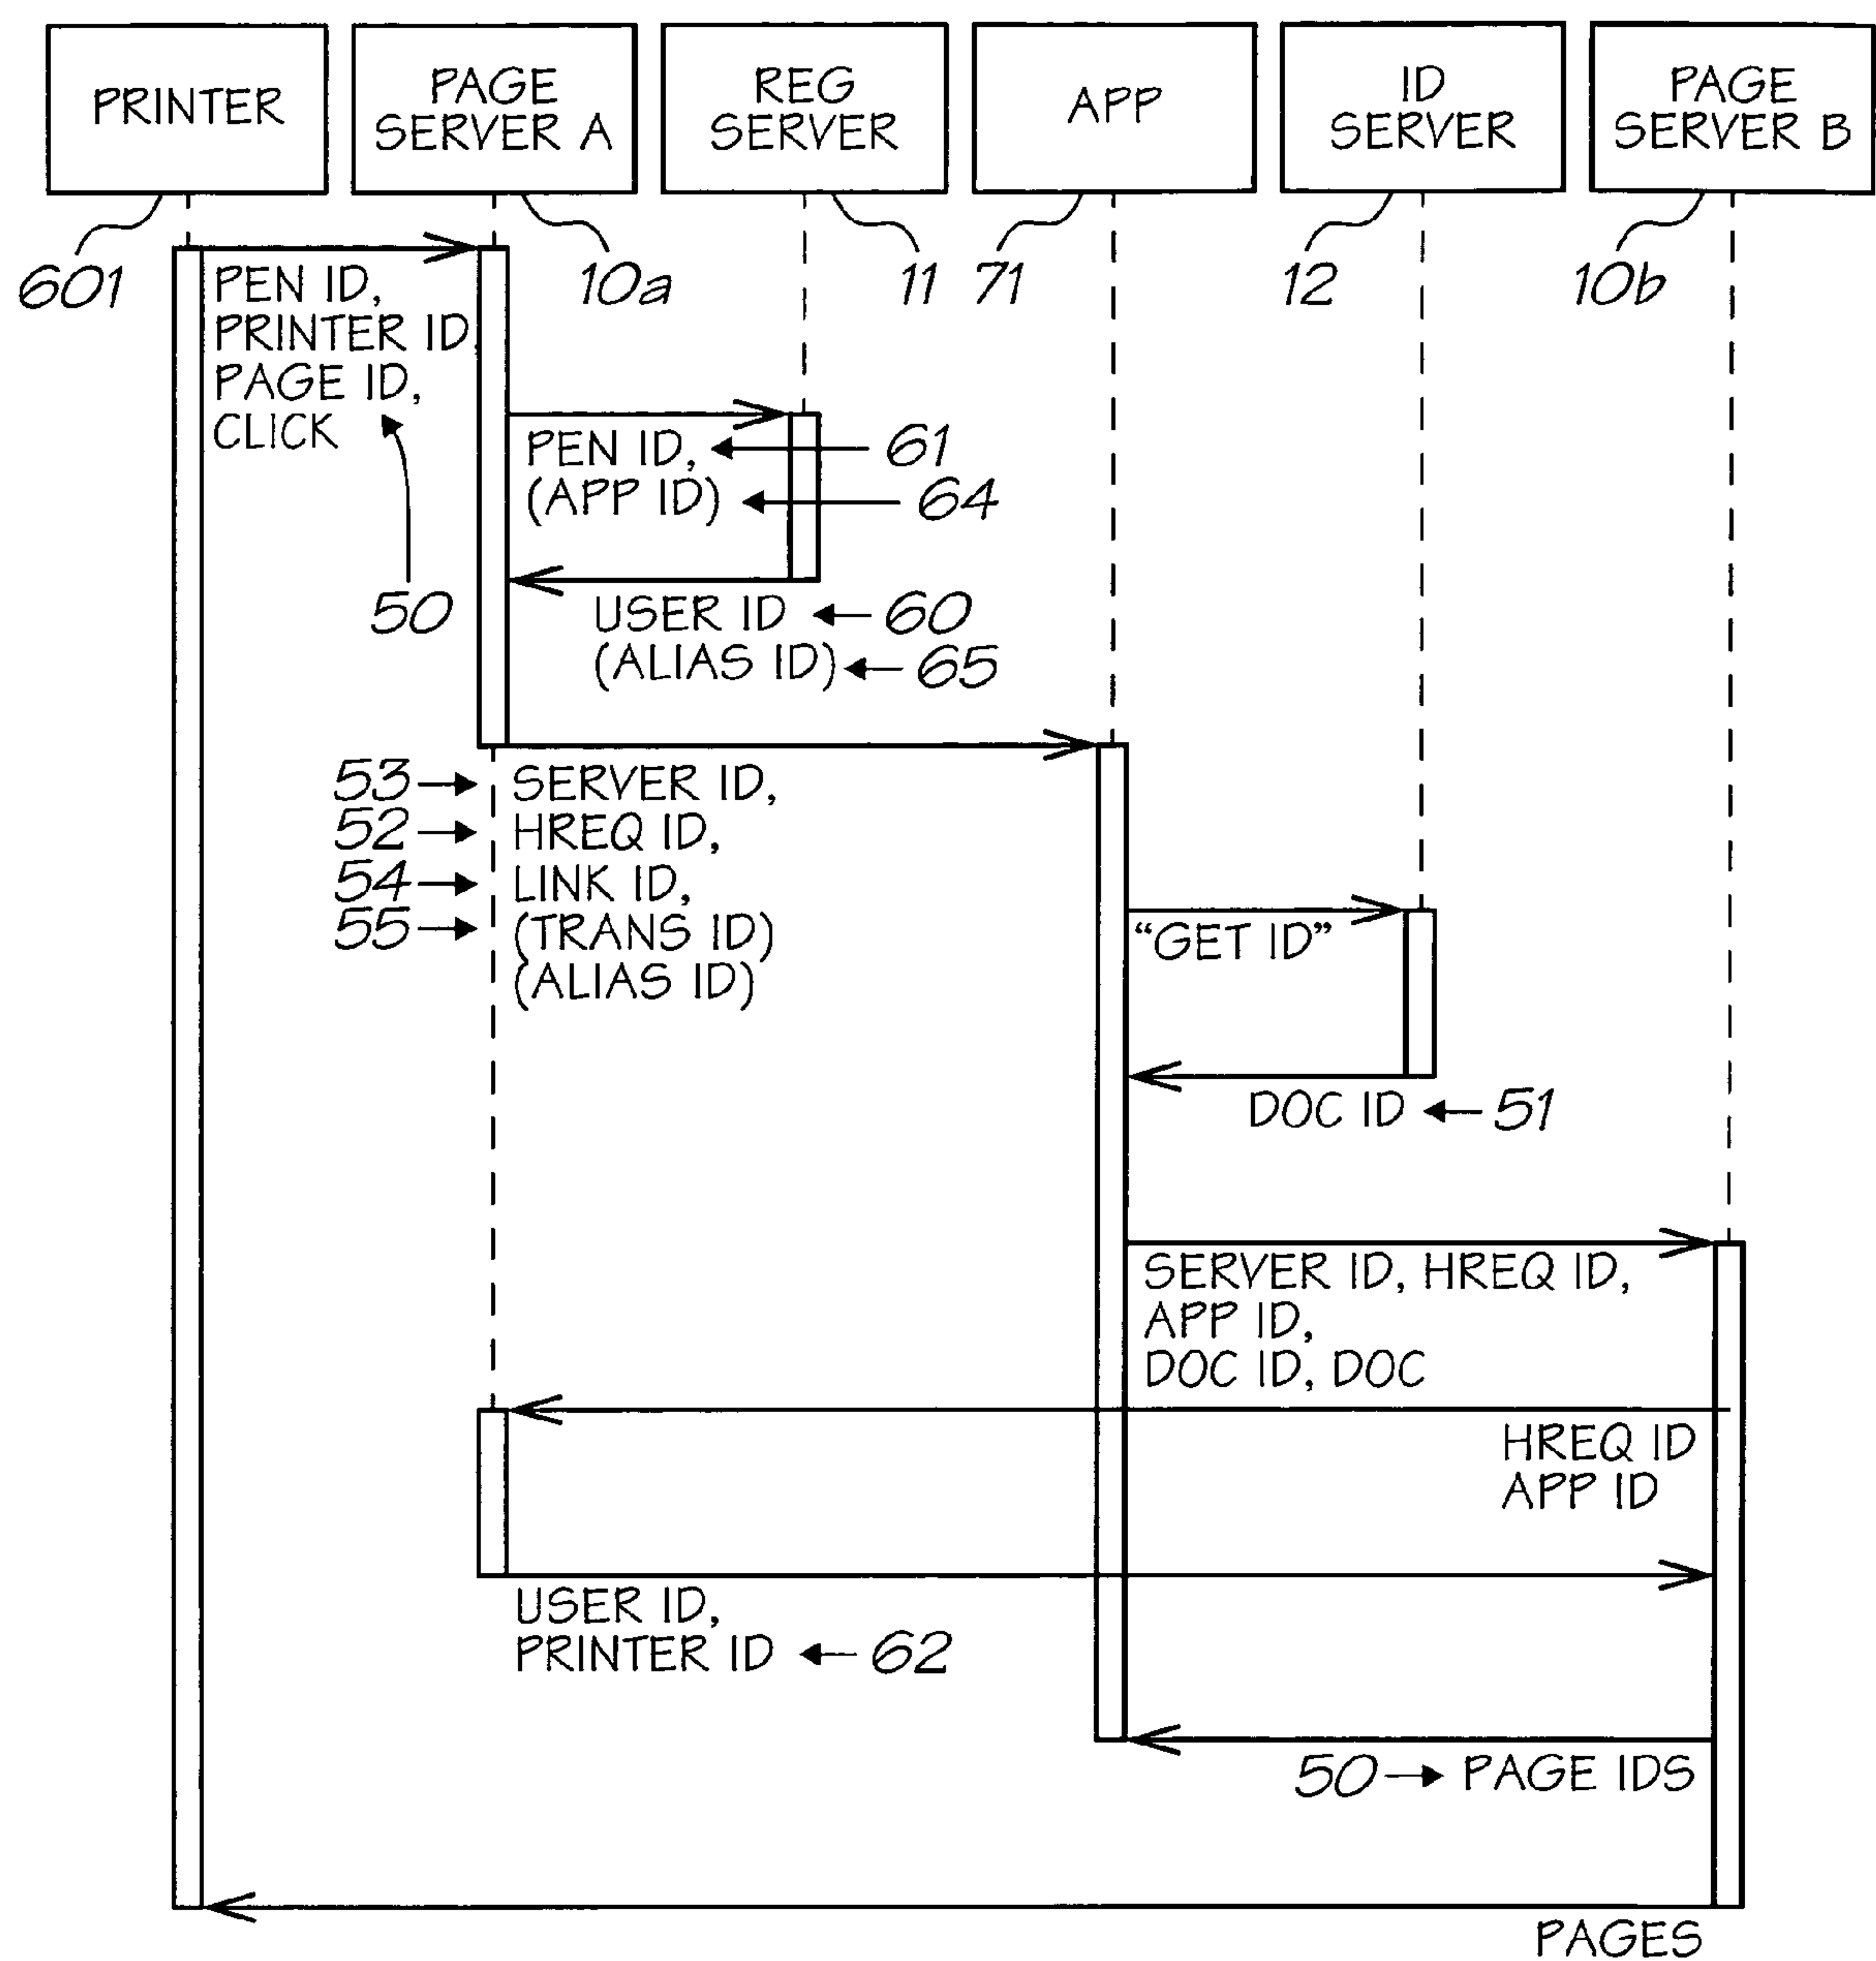 PRINTER
PAGE
SERVER A
REG
SERVER
APP
ID
SERVER
PAGE
SERVER B
601
10a
11
71
12
10b
PEN ID,
PRINTER ID
PAGE ID,
CLICK
50
PEN ID,
61
(APP ID)
64
USER ID
60
(ALIAS ID)
65
53
SERVER ID,
52
HREQ ID,
54
LINK ID,
55
(TRANS ID)
(ALIAS ID)
"GET ID"
DOC ID
51
SERVER ID, HREQ ID,
APP ID,
DOC ID, DOC
HREQ ID
APP ID
USER ID,
PRINTER ID
62
50
PAGE IDS
PAGES